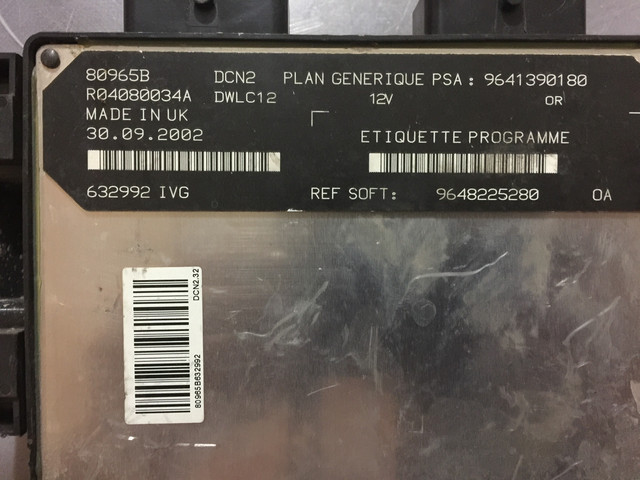 80965B DCN2 PLAN GENERIQUE PSA : 9641390180
R04080034A DWLC12 12V OR
MADE IN UK
30.09.2002 ETIQUETTE PROGRAMME
632992 IVG REF SOFT: 9648225280 0A
DCN2.32
80965B632992